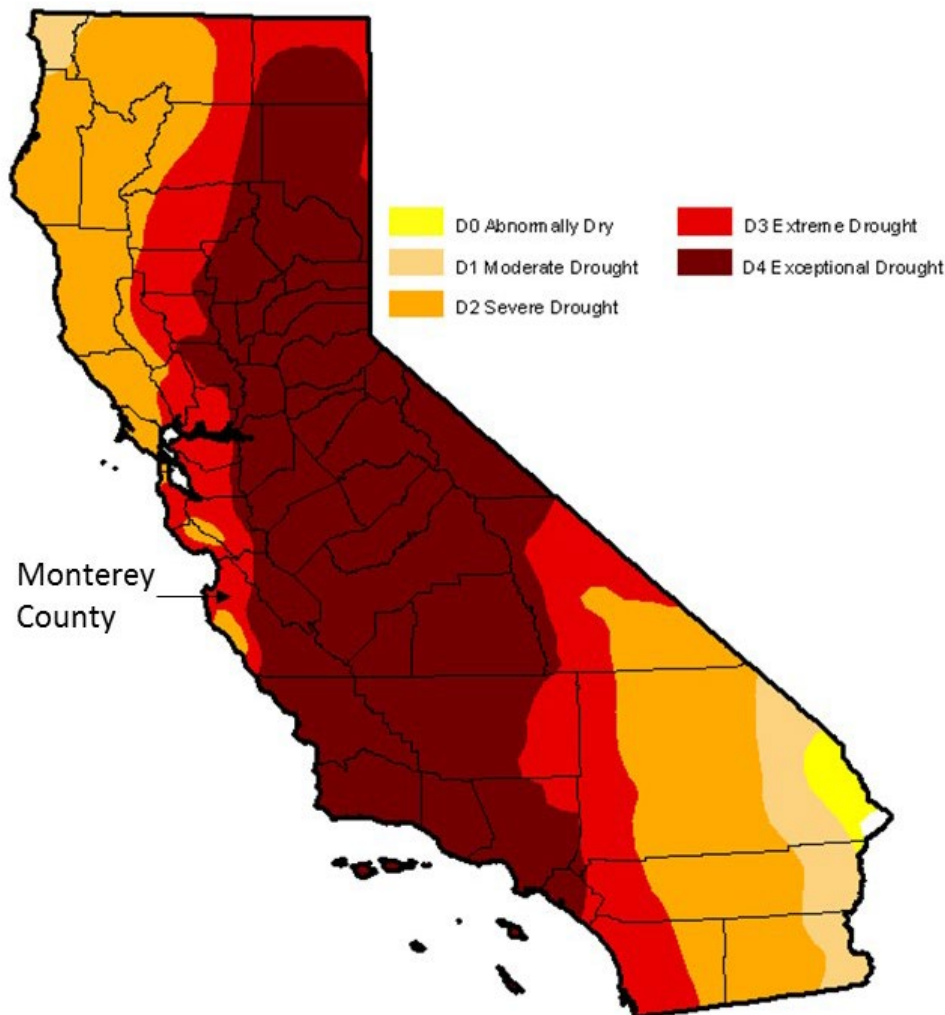 D0 Abnormally Dry
D1 Moderate Drought
D2 Severe Drought
D3 Extreme Drought
D4 Exceptional Drought
Monterey
County